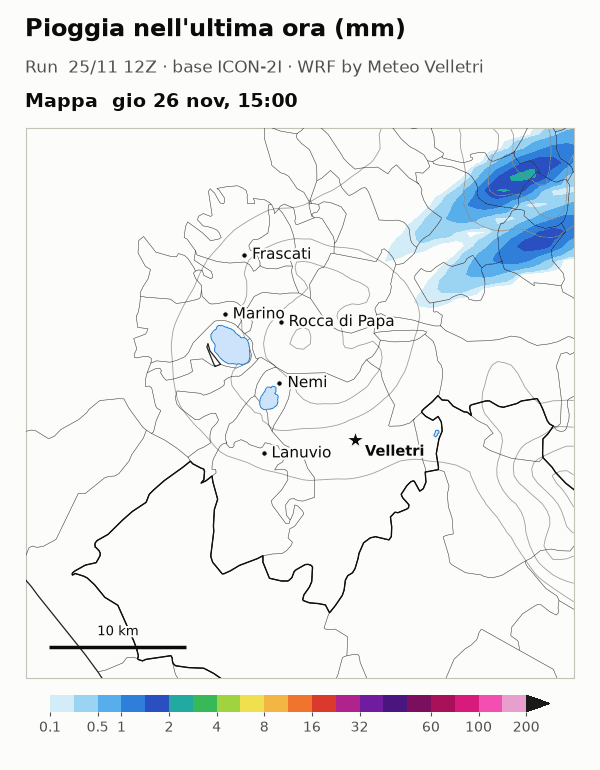 Pioggia nell'ultima ora (mm)
Run  25/11 12Z · base ICON-2I · WRF by Meteo Velletri
Mappa  gio 26 nov, 15:00
Frascati
Marino
Rocca di Papa
Nemi
Velletri
Lanuvio
10 km
0.1 0.5 1 2 4 8 16 32 60 100 200